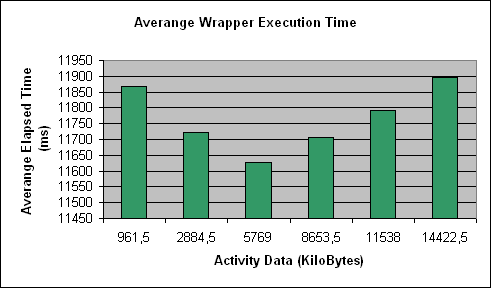 Averange Wrapper Execution Time
Averange Elapsed Time
(ms)
11950
11900
11850
11800
11750
11700
11650
11600
11550
11500
11450
961,5 2884,5 5769 8653,5 11538 14422,5
Activity Data (KiloBytes)